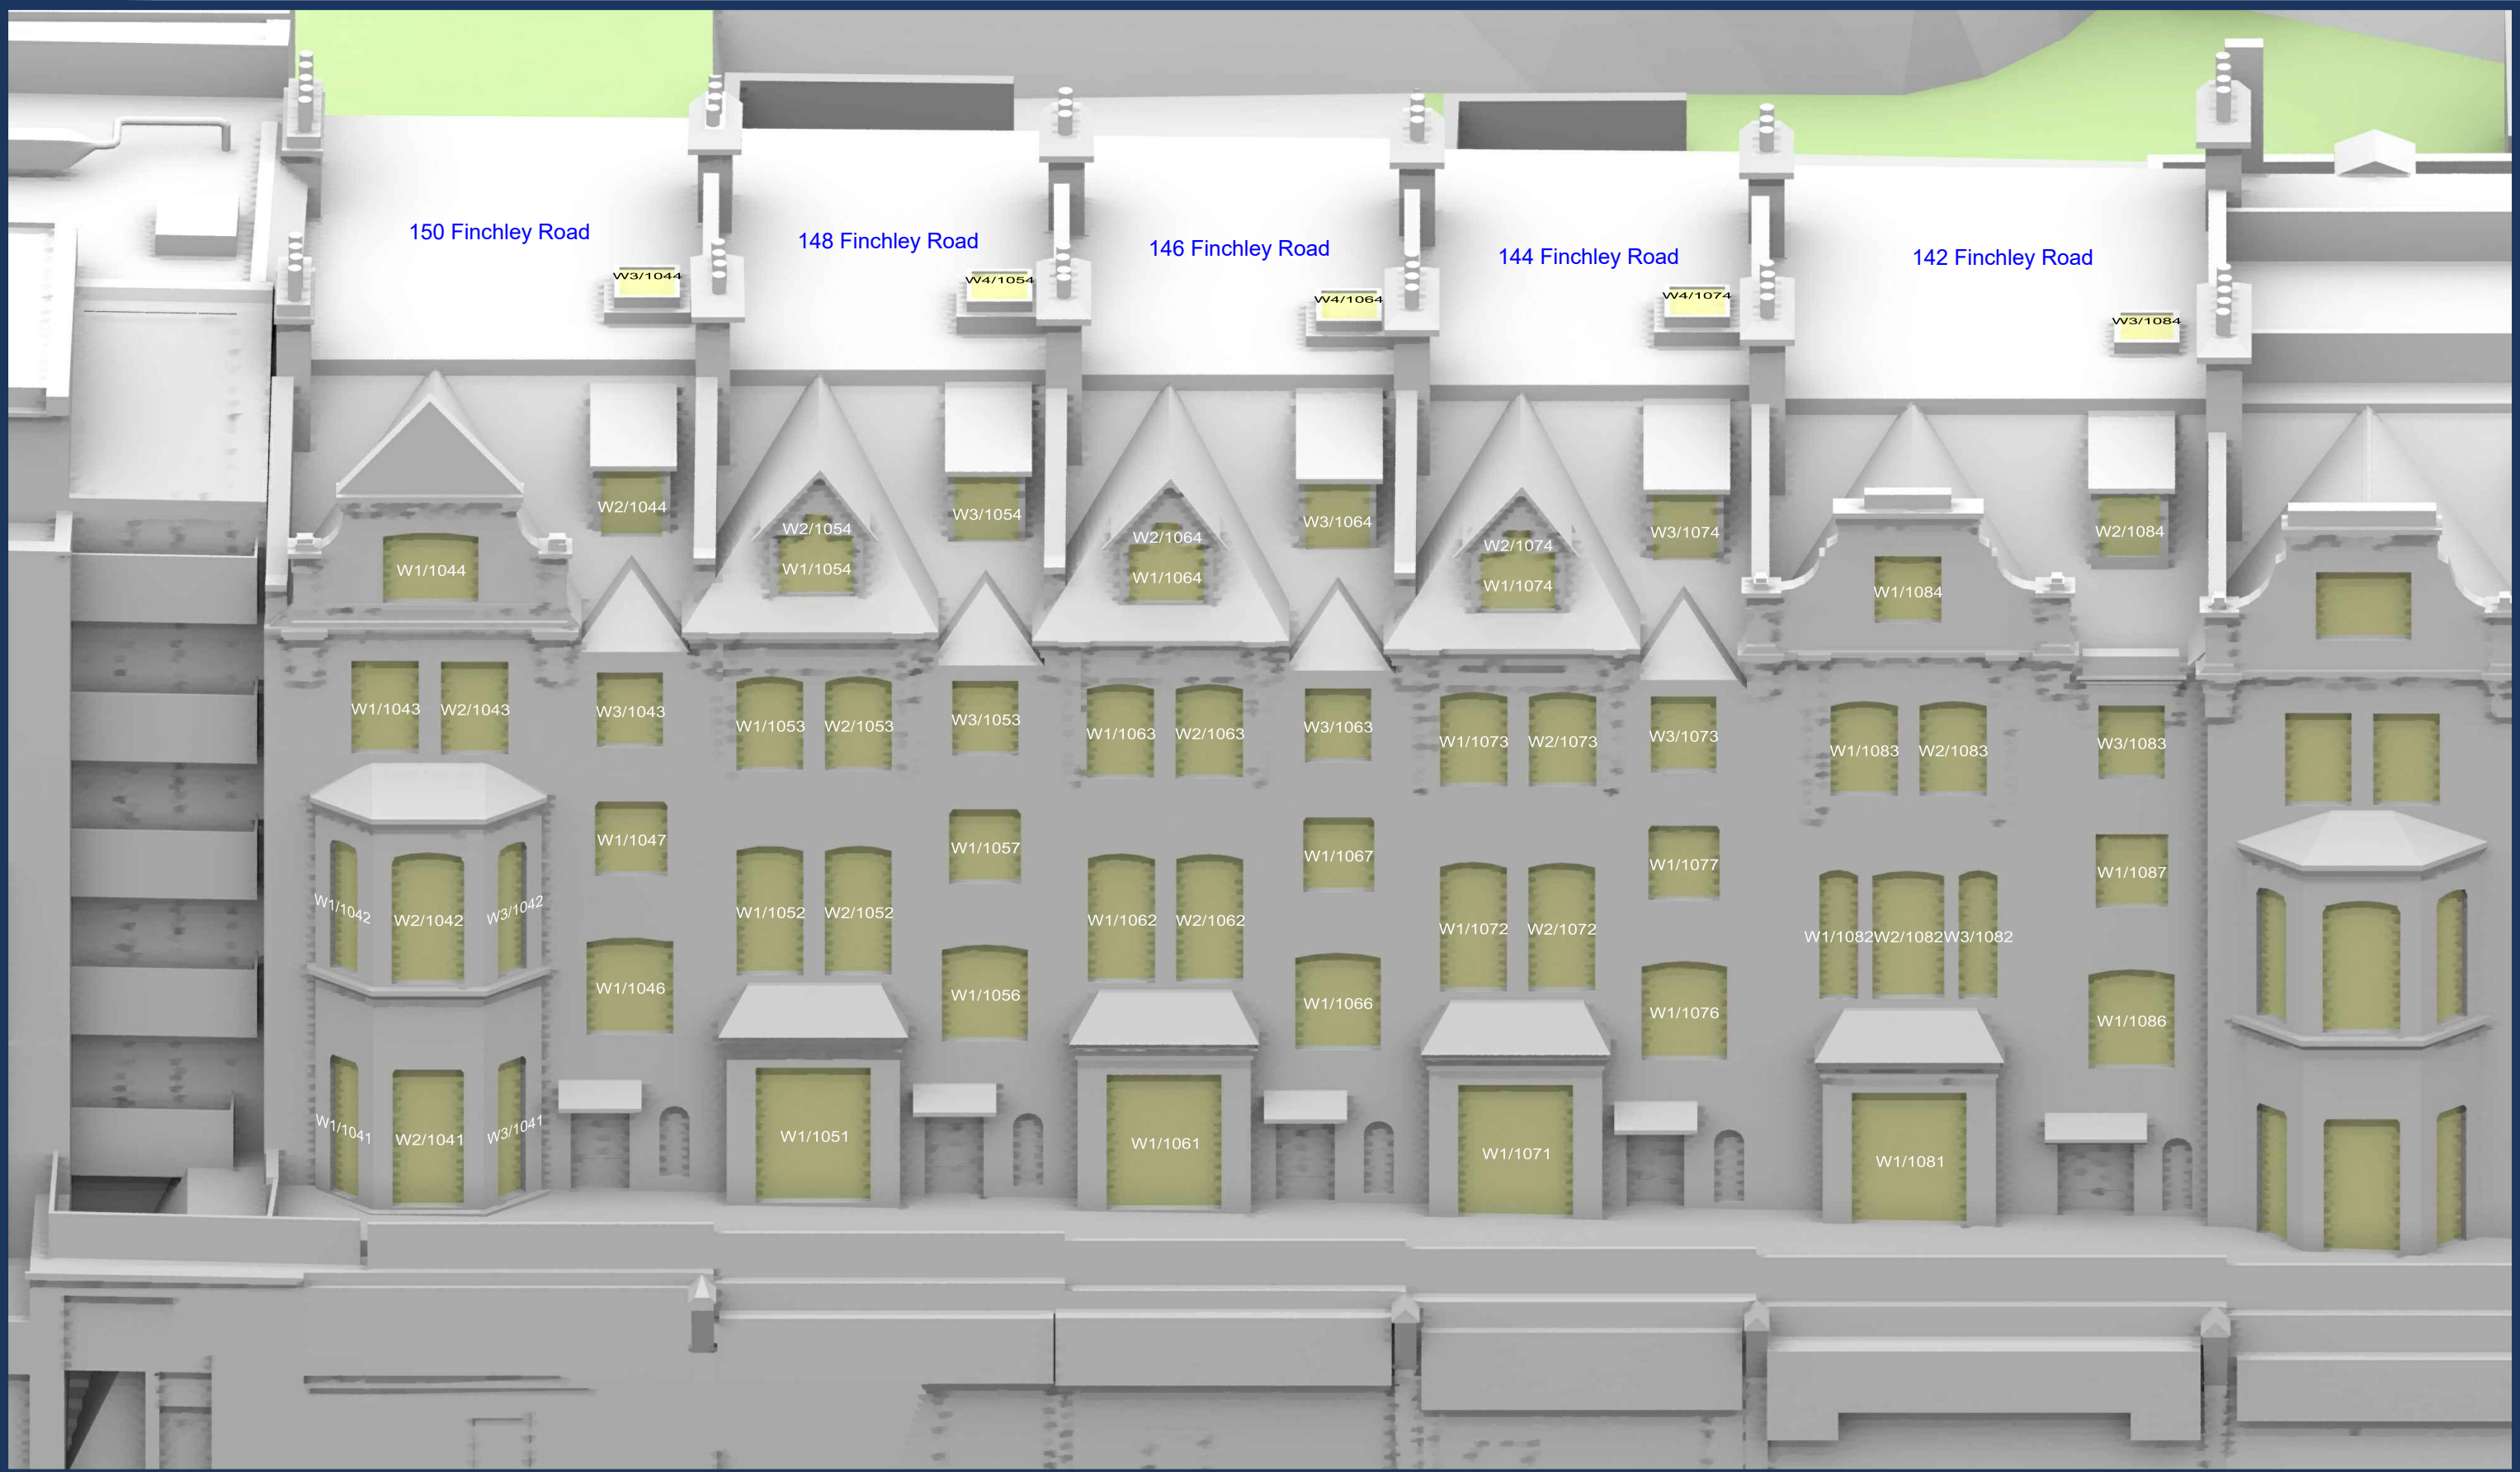 150 Finchley Road
148 Finchley Road
146 Finchley Road
144 Finchley Road
142 Finchley Road
W3/1044
W4/1054
W4/1064
W4/1074
W3/1084
W2/1044
W3/1054
W3/1064
W3/1074
W2/1084
W1/1044
W2/1054
W1/1054
W2/1064
W1/1064
W2/1074
W1/1074
W1/1084
W1/1043 W2/1043 W3/1043
W1/1053 W2/1053 W3/1053
W1/1063 W2/1063 W3/1063
W1/1073 W2/1073 W3/1073
W1/1083 W2/1083 W3/1083
W1/1047
W1/1057
W1/1067
W1/1077
W1/1087
W1/1042 W2/1042 W3/1042
W1/1052 W2/1052
W1/1062 W2/1062
W1/1072 W2/1072
W1/1082 W2/1082 W3/1082
W1/1046
W1/1056
W1/1066
W1/1076
W1/1086
W1/1041 W2/1041 W3/1041
W1/1051
W1/1061
W1/1071
W1/1081